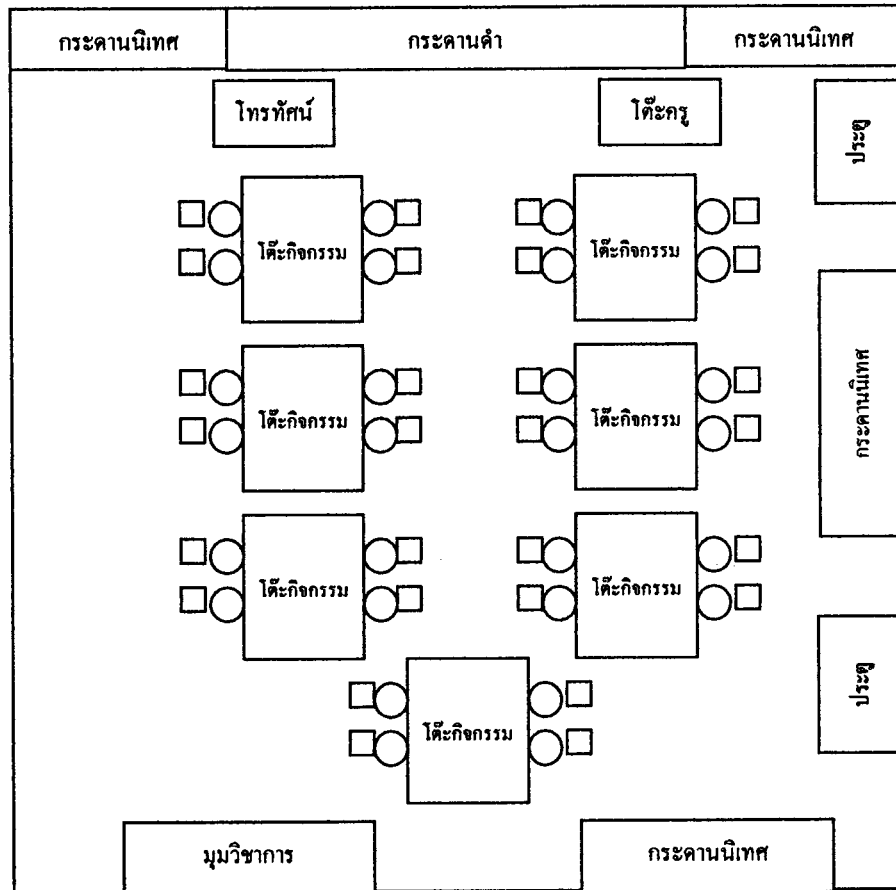 กระดานนิเทศ
กระดานดำ
กระดานนิเทศ
โทรทัศน์
โต๊ะครู
ประตู
โต๊ะกิจกรรม
โต๊ะกิจกรรม
กระดานนิเทศ
โต๊ะกิจกรรม
โต๊ะกิจกรรม
โต๊ะกิจกรรม
โต๊ะกิจกรรม
ประตู
โต๊ะกิจกรรม
มุมวิชาการ
กระดานนิเทศ